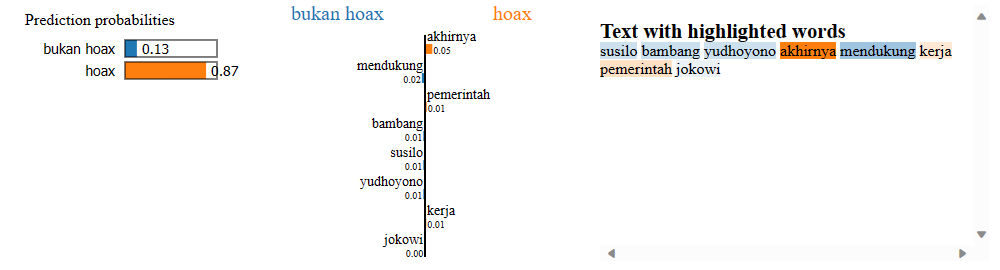 Prediction probabilities
bukan hoax 0.13
hoax 0.87
bukan hoax hoax
akhirnya
0.05
mendukung
0.02
pemerintah
0.01
bambang
0.01
susilo
0.01
yudhoyono
0.01
kerja
0.01
jokowi
0.00
Text with highlighted words
susilo bambang yudhoyono akhirnya mendukung kerja
pemerintah jokowi